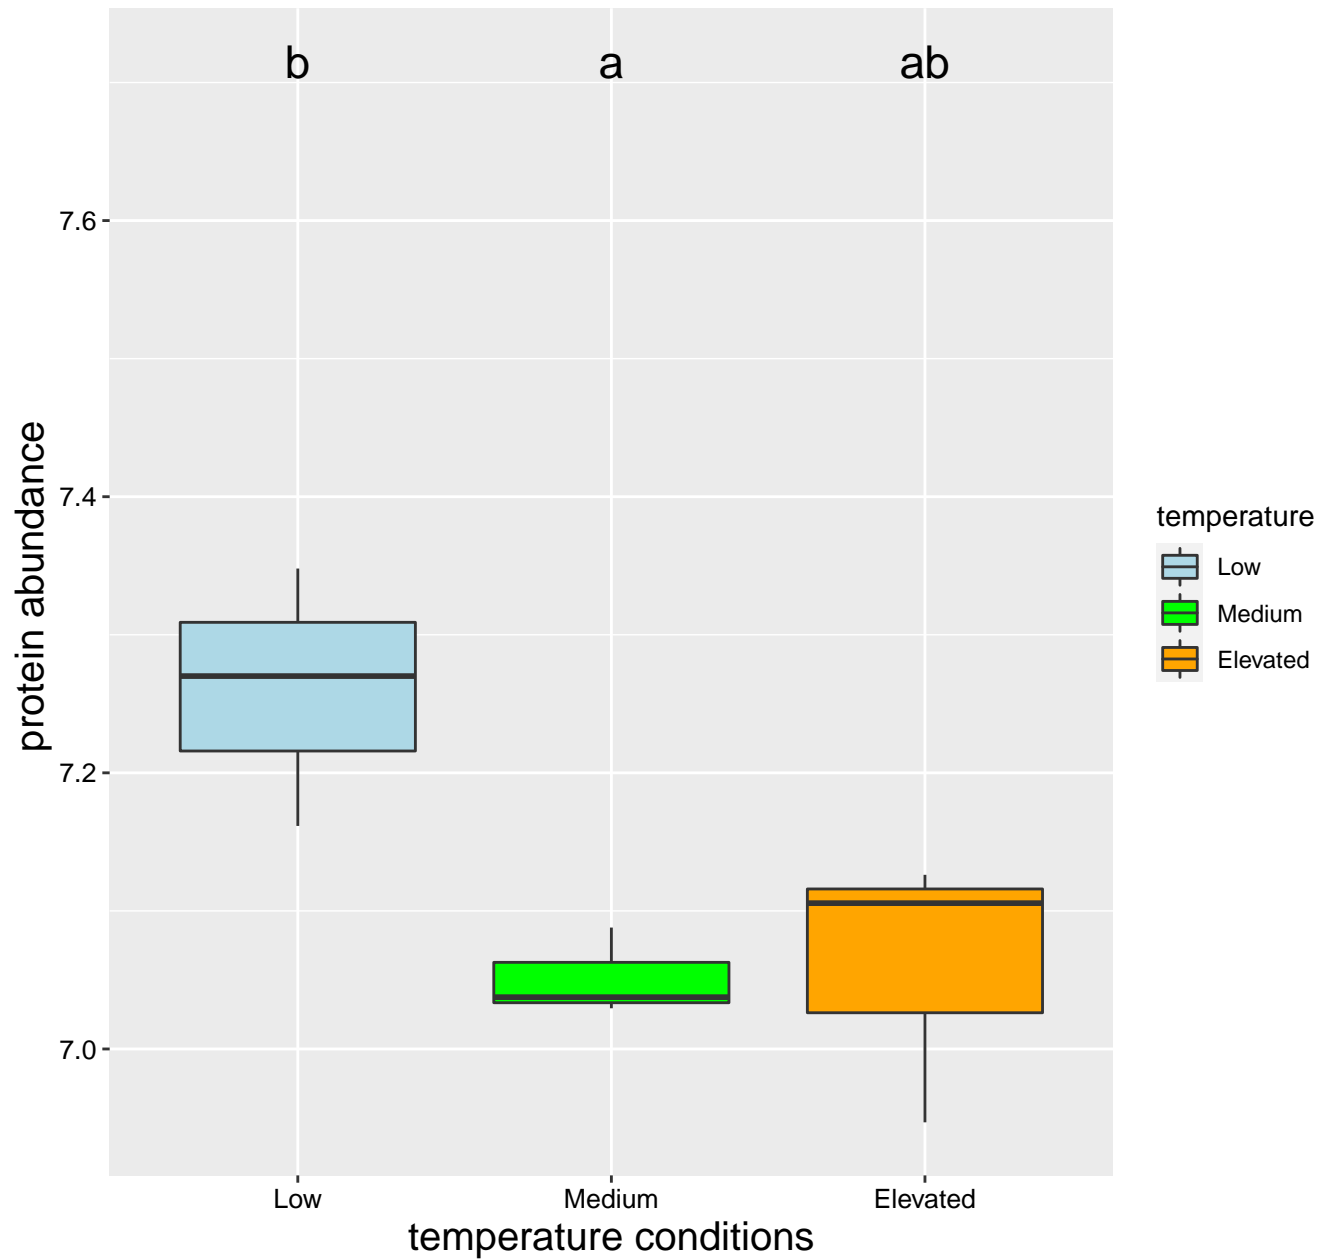 b a ab
7.6
7.4
7.2
7.0
protein abundance
Low Medium Elevated
temperature conditions
temperature
Low
Medium
Elevated